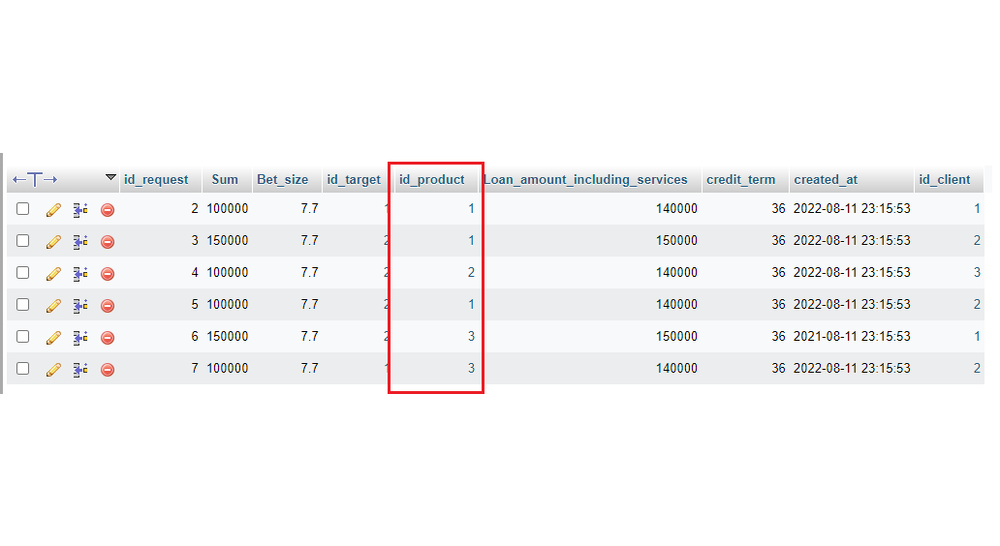 id_request Sum Bet_size id_target id_product Loan_amount_including_services credit_term created_at id_client
2 100000 7.7 1 1 140000 36 2022-08-11 23:15:53 1
3 150000 7.7 2 1 150000 36 2022-08-11 23:15:53 2
4 100000 7.7 2 2 140000 36 2022-08-11 23:15:53 3
5 100000 7.7 2 1 140000 36 2022-08-11 23:15:53 2
6 150000 7.7 2 3 150000 36 2021-08-11 23:15:53 1
7 100000 7.7 1 3 140000 36 2022-08-11 23:15:53 2